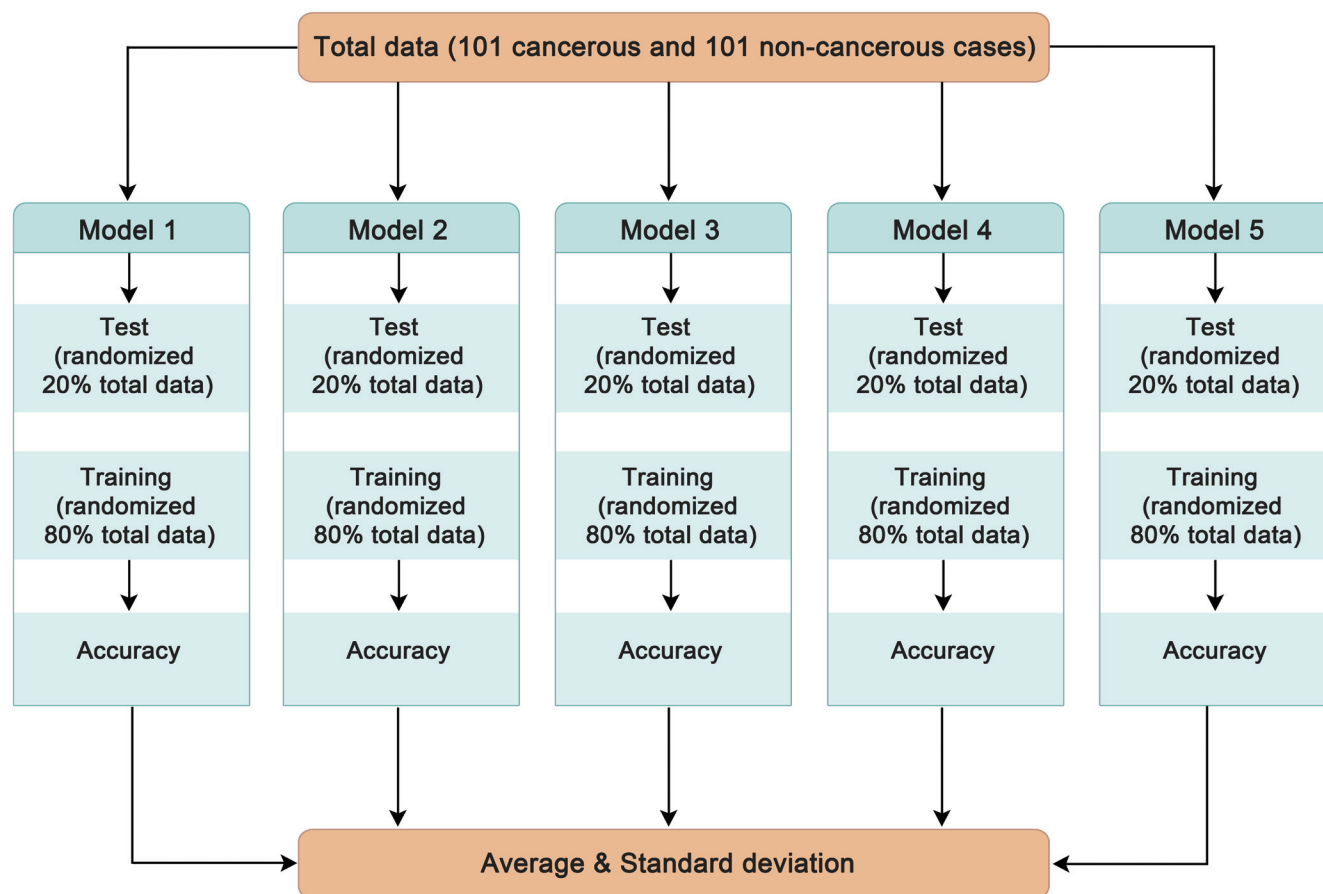 Total data (101 cancerous and 101 non-cancerous cases)
Model 1
Test
(randomized
20% total data)
Training
(randomized
80% total data)
Accuracy
Model 2
Test
(randomized
20% total data)
Training
(randomized
80% total data)
Accuracy
Model 3
Test
(randomized
20% total data)
Training
(randomized
80% total data)
Accuracy
Model 4
Test
(randomized
20% total data)
Training
(randomized
80% total data)
Accuracy
Model 5
Test
(randomized
20% total data)
Training
(randomized
80% total data)
Accuracy
Average & Standard deviation